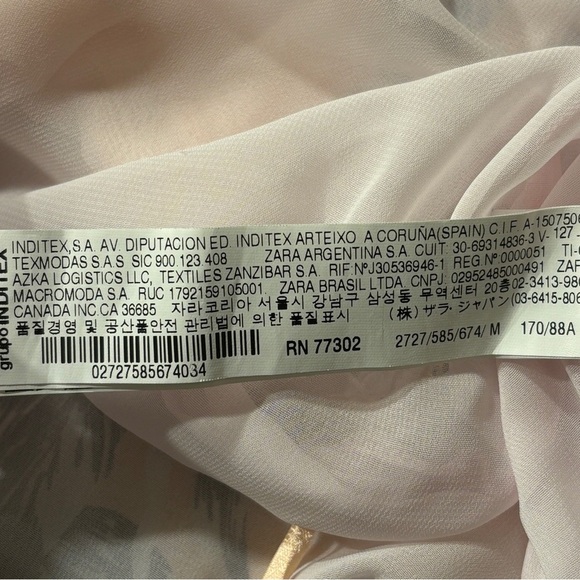 grupo INDITEX
INDITEX,S.A. AV. DIPUTACION ED. INDITEX ARTEIXO A CORUÑA(SPAIN) C.I.F. A-1507500
TEXMODAS S.A.S SIC 900.123.408 ZARA ARGENTINA S.A. CUIT. 30-69314836-3 V- 127 -
AZKA LOGISTICS LLC, TEXTILES ZANZIBAR S.A. RIF:NºJ30536946-1 REG.Nº 0000051 TI-
MACROMODA S.A. RUC 1792159105001. ZARA BRASIL LTDA. CNPJ: 02952485000491
CANADA INC.CA 36685 자라코리아 서울시 강남구 삼성동 무역센터 20층 02-3413-98
품질경영 및 공산품안전 관리법에 의한 품질표시 (株) ザラ・ジャパン (03-6415-80
02727585674034
RN 77302
2727/585/674/ M
170/88A